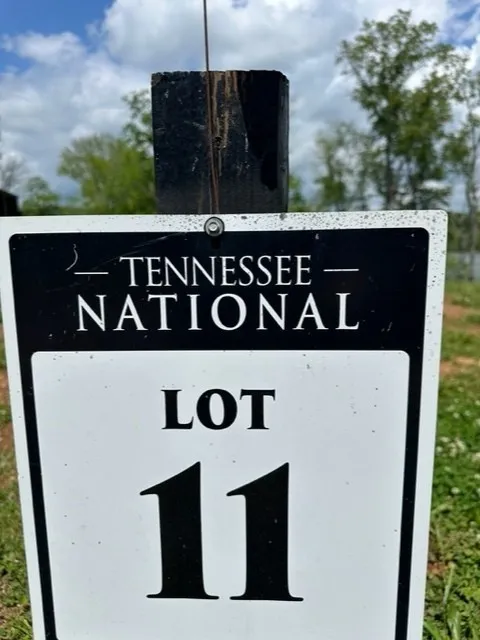 — TENNESSEE —
NATIONAL
LOT
11